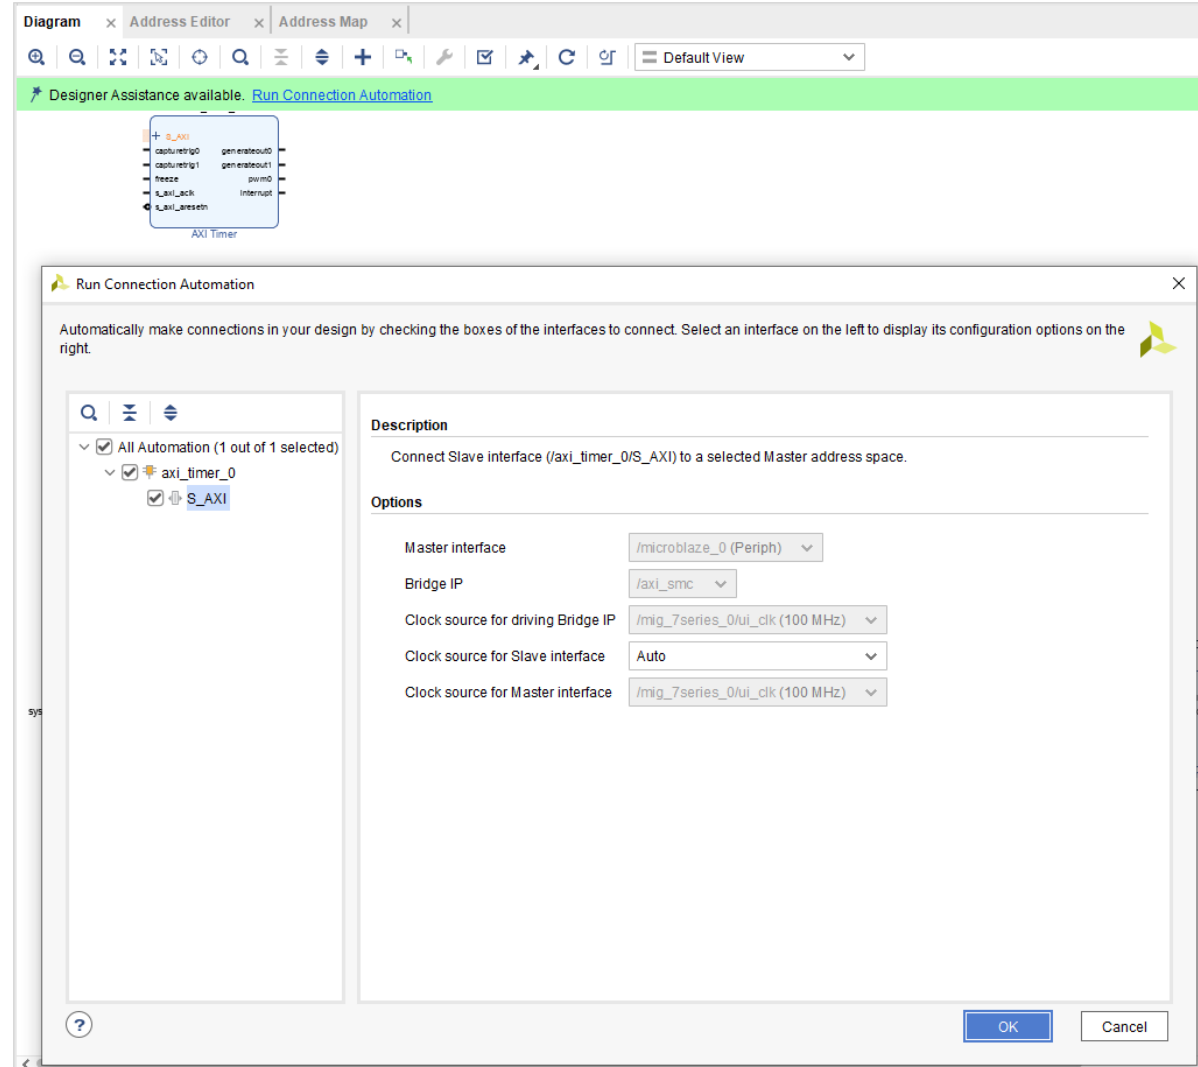 Diagram × Address Editor × Address Map ×
Default View
Designer Assistance available. Run Connection Automation
S_AXI
capturetrig0 generateout0
capturetrig1 generateout1
freeze pwm0
s_axi_aclk interrupt
s_axi_aresetn
AXI Timer
Run Connection Automation
Automatically make connections in your design by checking the boxes of the interfaces to connect. Select an interface on the left to display its configuration options on the
right.
All Automation (1 out of 1 selected)
axi_timer_0
S_AXI
Description
Connect Slave interface (/axi_timer_0/S_AXI) to a selected Master address space.
Options
Master interface /microblaze_0 (Periph)
Bridge IP /axi_smc
Clock source for driving Bridge IP /mig_7series_0/ui_clk (100 MHz)
Clock source for Slave interface Auto
Clock source for Master interface /mig_7series_0/ui_clk (100 MHz)
sys
? OK Cancel